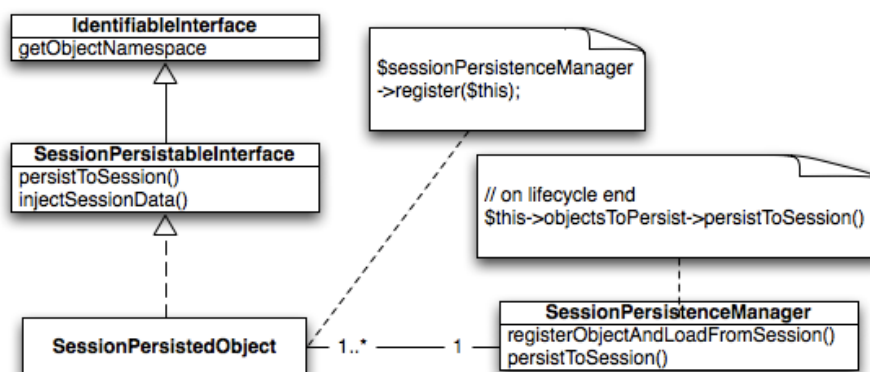 IdentifiableInterface
getObjectNamespace
$sessionPersistenceManager
->register($this);
SessionPersistableInterface
persistToSession()
injectSessionData()
// on lifecycle end
$this->objectsToPersist->persistToSession()
SessionPersistedObject
1..*
1
SessionPersistenceManager
registerObjectAndLoadFromSession()
persistToSession()